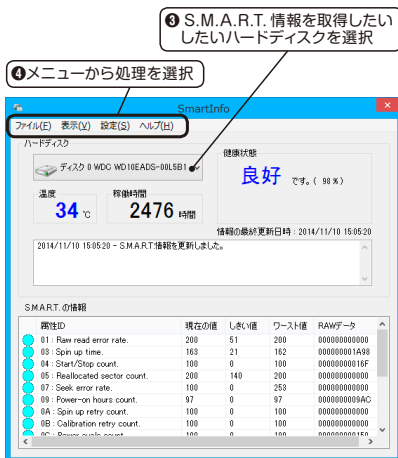 ❸ S.M.A.R.T. 情報を取得したい
したいハードディスクを選択
❹メニューから処理を選択
SmartInfo
ファイル(F) 表示(V) 設定(S) ヘルプ(H)
ハードディスク
ディスク 0 WDC WD10EADS-00L5B1
健康状態
良好 です。( 98 %)
温度
34 ℃
稼働時間
2476 時間
情報の最終更新日時 : 2014/11/10 15:05:20
2014/11/10 15:05:20 - S.M.A.R.T.情報を更新しました。
S.M.A.R.T. の情報
属性ID 現在の値 しきい値 ワースト値 RAWデータ
01 : Raw read error rate. 200 51 200 000000000000
03 : Spin up time. 163 21 162 000000001A98
04 : Start/Stop count. 100 0 100 00000000016F
05 : Reallocated sector count. 200 140 200 000000000000
07 : Seek error rate. 100 0 253 000000000000
09 : Power-on hours count. 97 0 97 0000000009AC
0A : Spin up retry count. 100 0 100 000000000000
0B : Calibration retry count. 100 0 100 000000000000
0C : Power cycle count 100 0 100